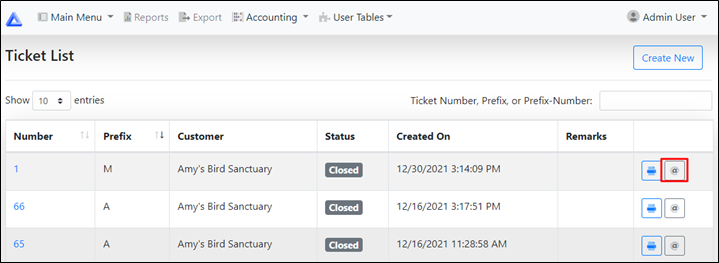 Main Menu Reports Export Accounting User Tables Admin User
Ticket List
Create New
Show 10 entries Ticket Number, Prefix, or Prefix-Number:
Number Prefix Customer Status Created On Remarks
1 M Amy's Bird Sanctuary Closed 12/30/2021 3:14:09 PM @
66 A Amy's Bird Sanctuary Closed 12/16/2021 3:17:51 PM @
65 A Amy's Bird Sanctuary Closed 12/16/2021 11:28:58 AM @